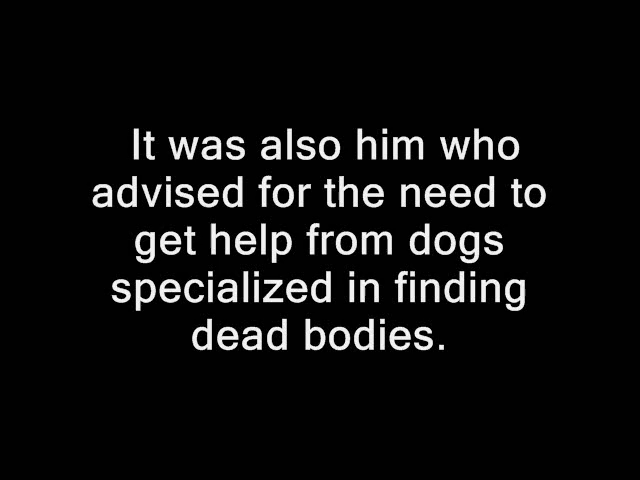 It was also him who
advised for the need to
get help from dogs
specialized in finding
dead bodies.